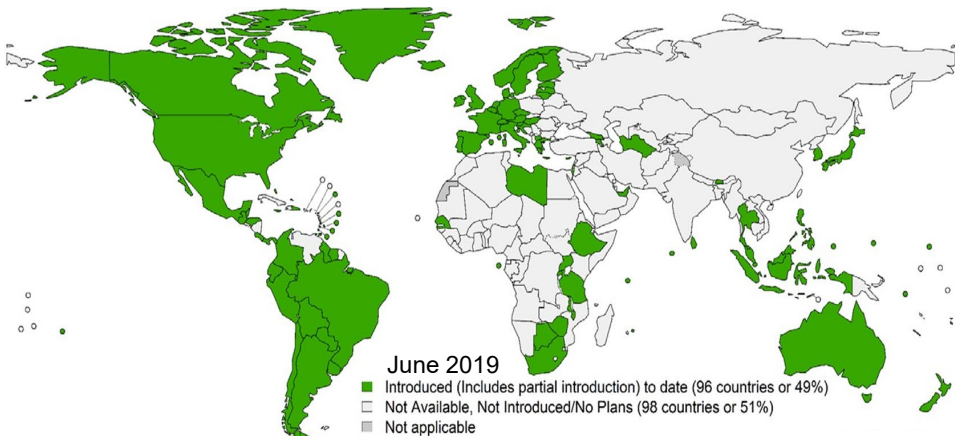 June 2019
Introduced (Includes partial introduction) to date (96 countries or 49%)
Not Available, Not Introduced/No Plans (98 countries or 51%)
Not applicable